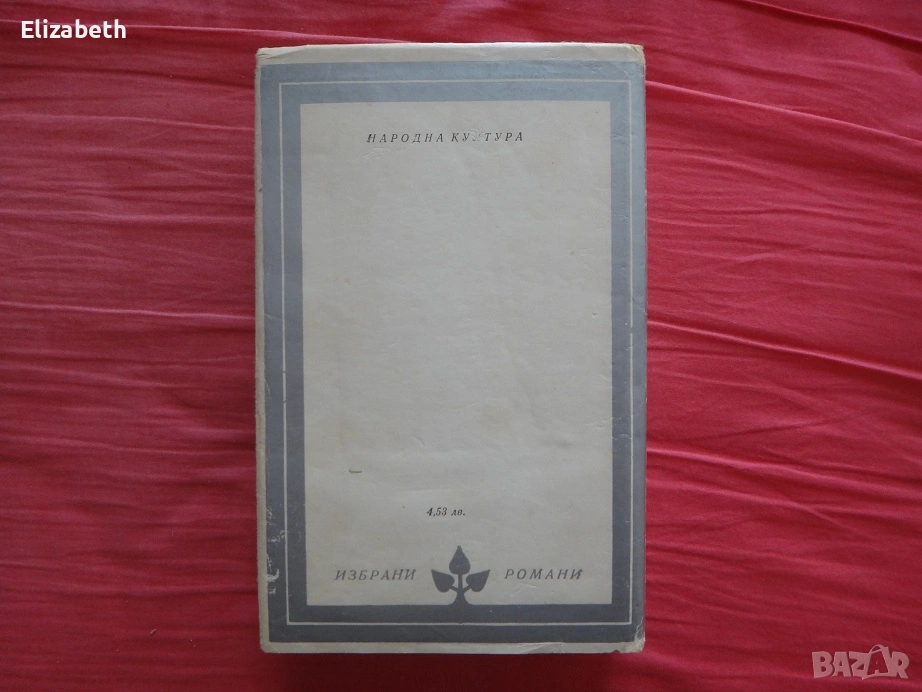 Elizabeth
НАРОДНА КУЛТУРА
4,53 лв.
ИЗБРАНИ РОМАНИ
BAZAR